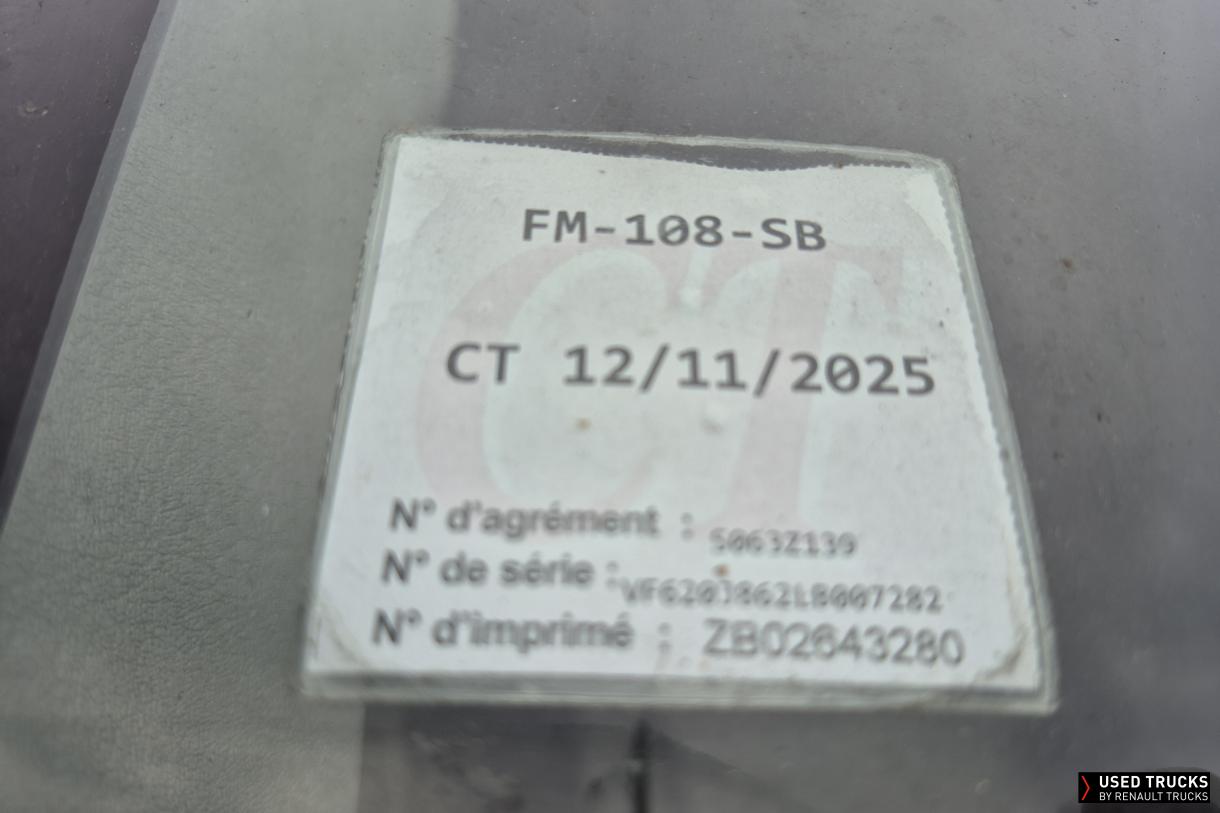 FM-108-SB
CT 12/11/2025
N° d'agrément : S063Z139
N° de série : VF620J862LB007282
N° d'imprimé : ZB02643280
USED TRUCKS
BY RENAULT TRUCKS